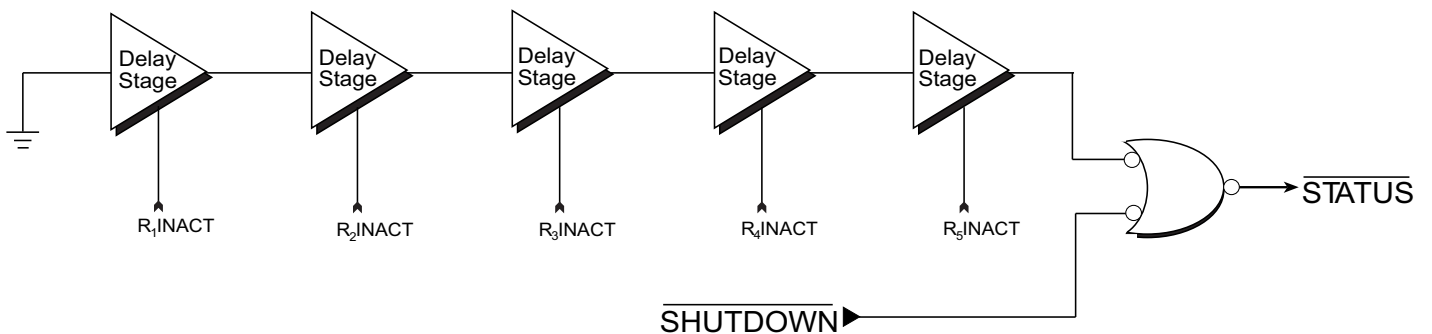 Delay
Stage
Delay
Stage
Delay
Stage
Delay
Stage
Delay
Stage
R₁INACT
R₂INACT
R₃INACT
R₄INACT
R₅INACT
STATUS
SHUTDOWN